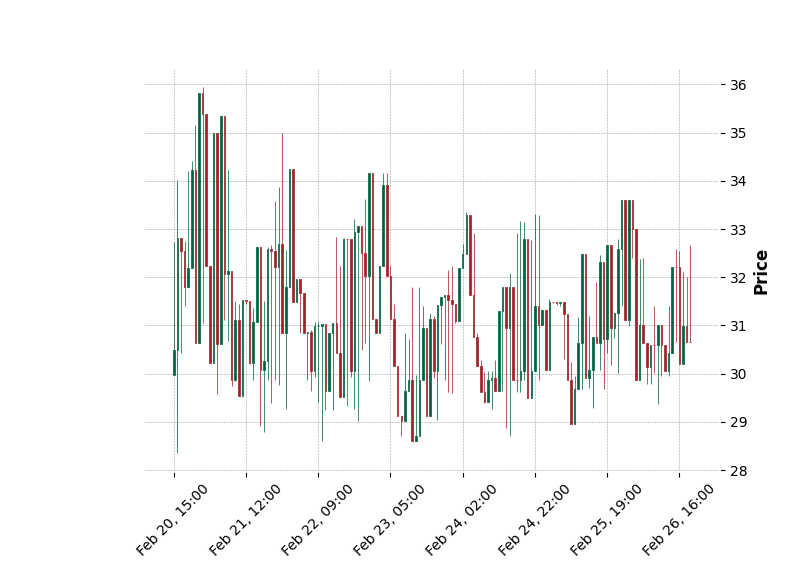 36
35
34
33
32
31
30
29
28
Price
Feb 20, 15:00
Feb 21, 12:00
Feb 22, 09:00
Feb 23, 05:00
Feb 24, 02:00
Feb 24, 22:00
Feb 25, 19:00
Feb 26, 16:00